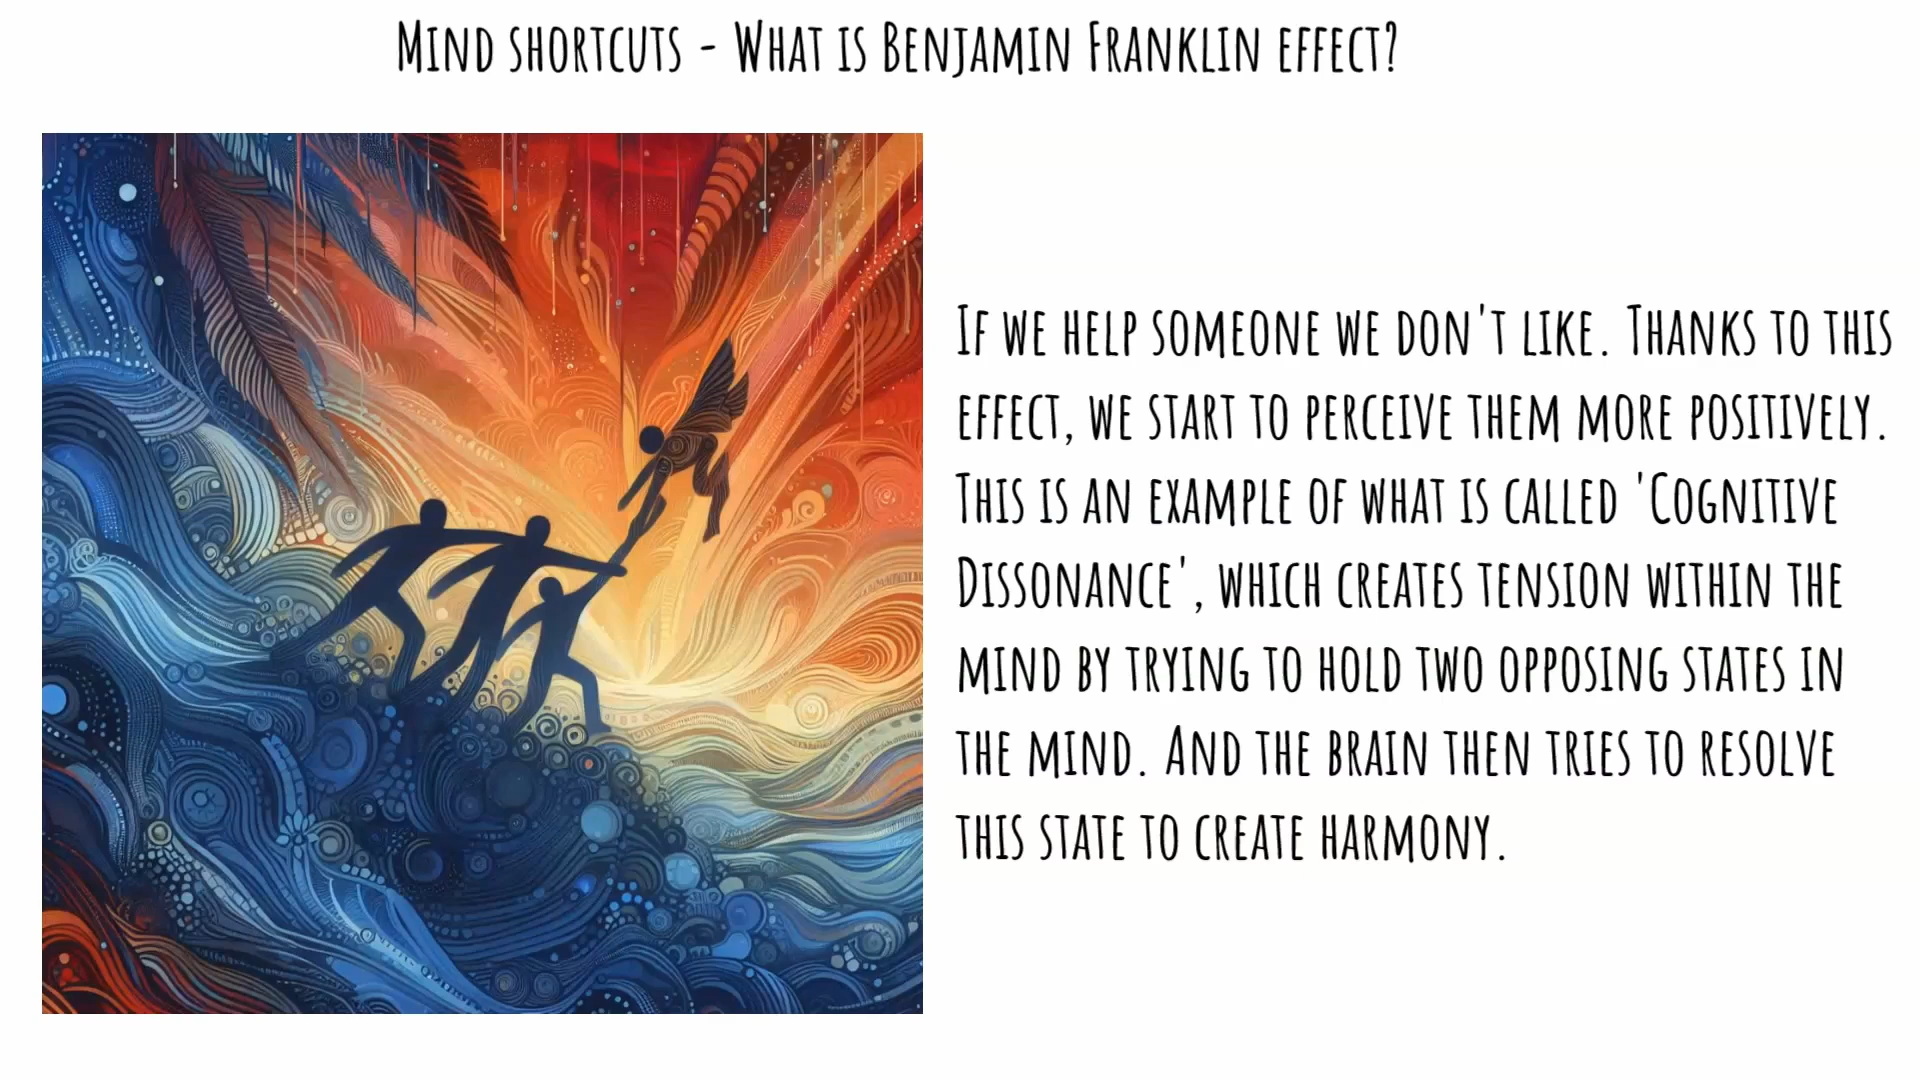 Mind shortcuts - What is Benjamin Franklin effect?
If we help someone we don't like. Thanks to this
effect, we start to perceive them more positively.
This is an example of what is called 'Cognitive
Dissonance', which creates tension within the
mind by trying to hold two opposing states in
the mind. And the brain then tries to resolve
this state to create harmony.